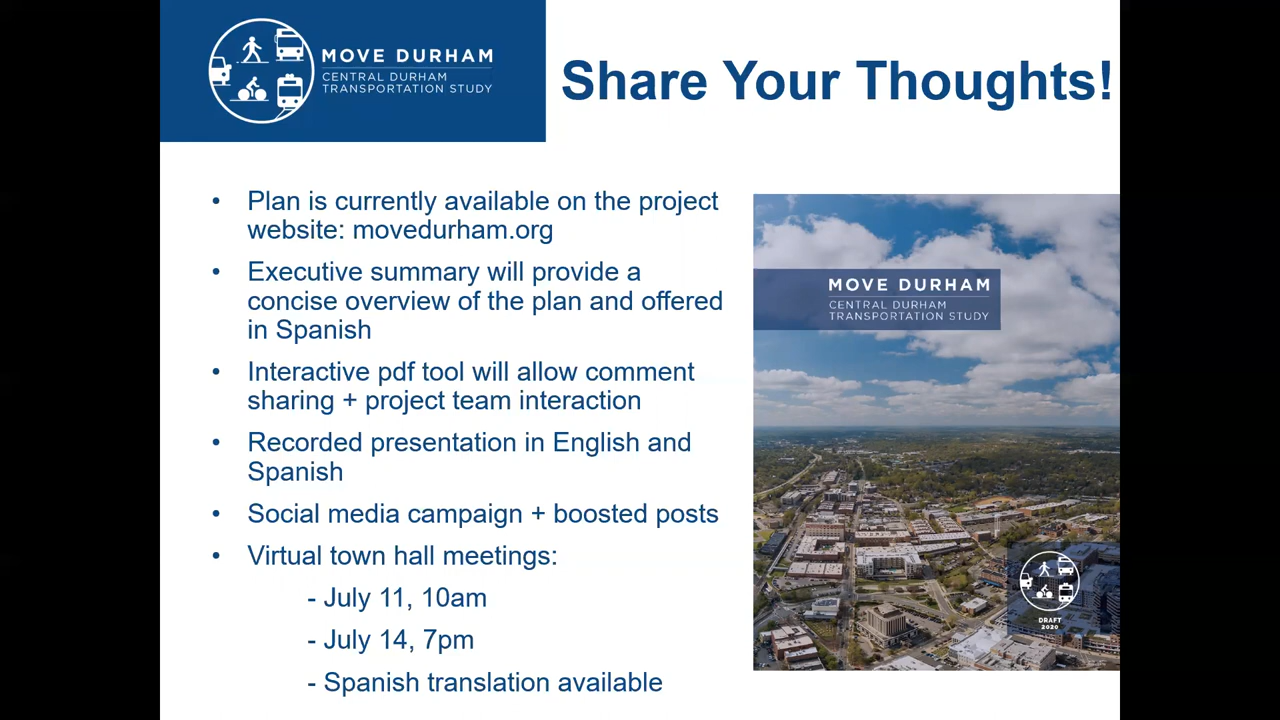 MOVE DURHAM
CENTRAL DURHAM
TRANSPORTATION STUDY
Share Your Thoughts!
• Plan is currently available on the project
website: movedurham.org
• Executive summary will provide a
concise overview of the plan and offered
in Spanish
• Interactive pdf tool will allow comment
sharing + project team interaction
• Recorded presentation in English and
Spanish
• Social media campaign + boosted posts
• Virtual town hall meetings:
- July 11, 10am
- July 14, 7pm
- Spanish translation available
MOVE DURHAM
CENTRAL DURHAM
TRANSPORTATION STUDY
DRAFT
2020